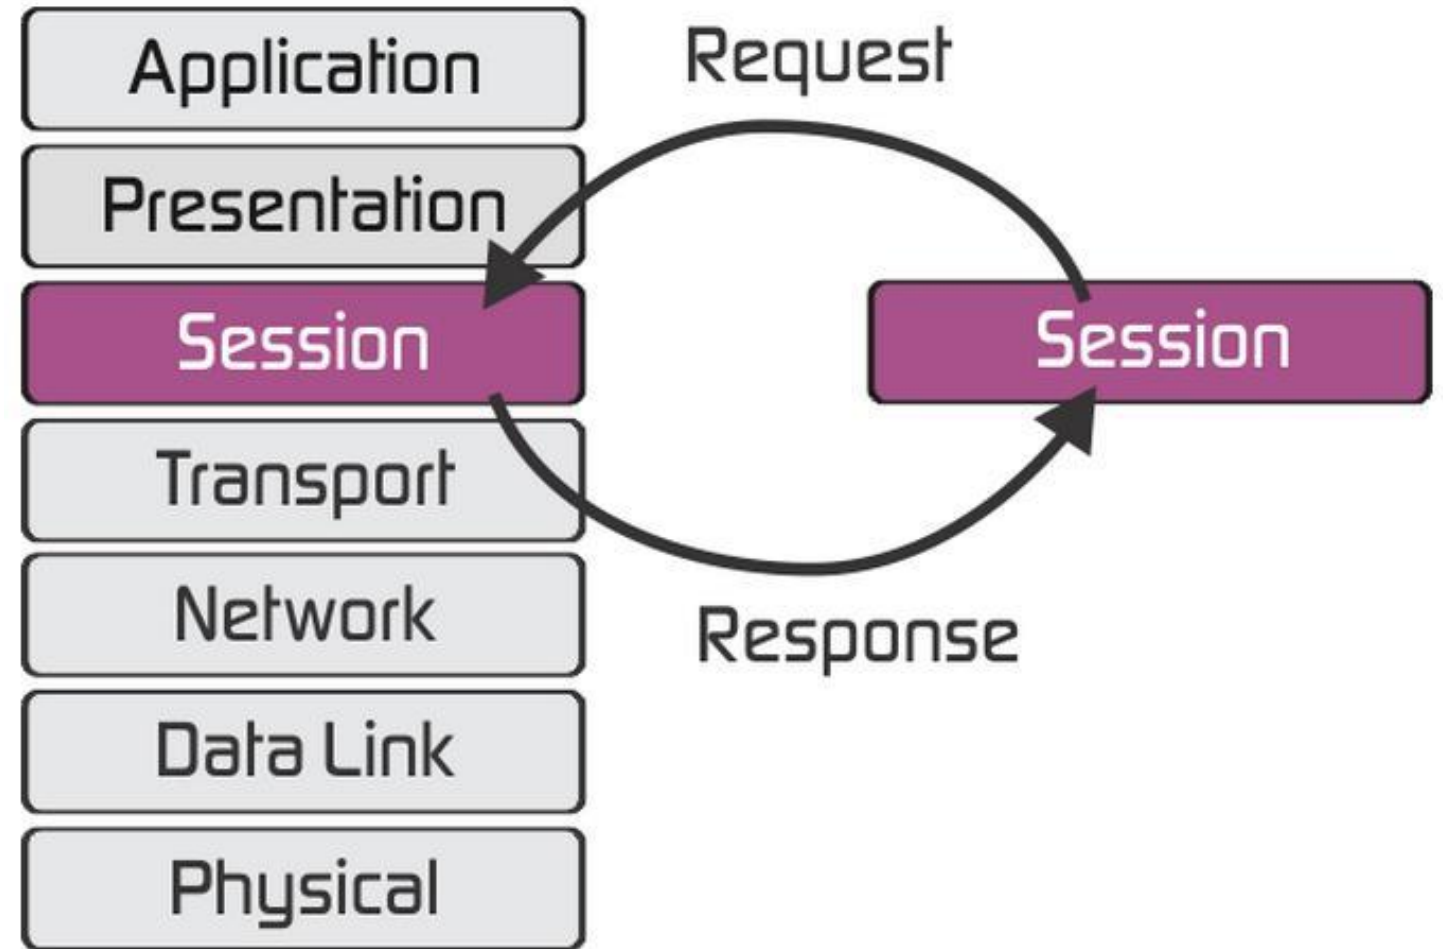 Application
Request
Presentation
Session
Session
Transport
Network
Response
Data Link
Physical